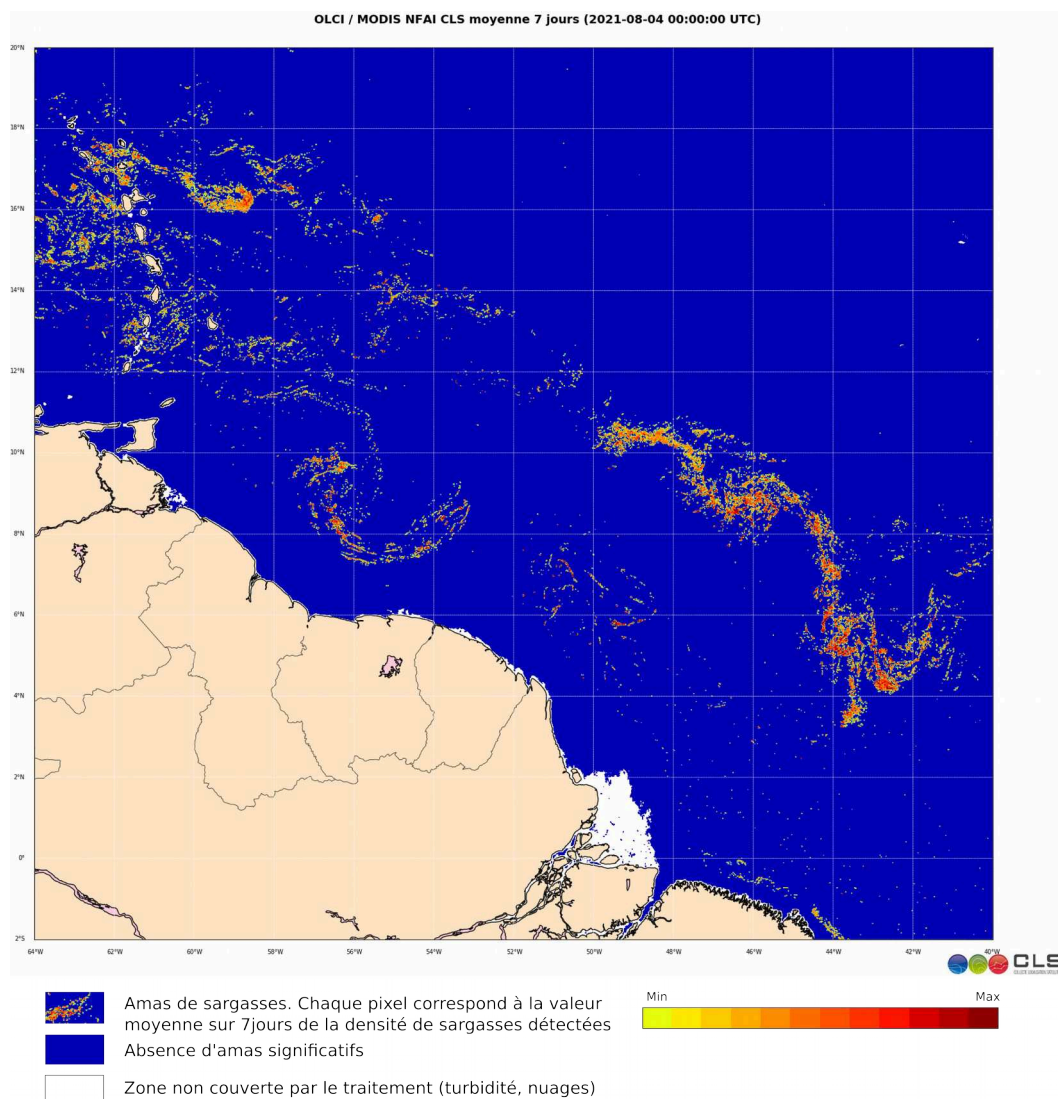 OLCI / MODIS NFAI CLS moyenne 7 jours (2021-08-04 00:00:00 UTC)
20°N
18°N
16°N
14°N
12°N
10°N
8°N
6°N
4°N
2°N
0°
2°S
64°W 62°W 60°W 58°W 56°W 54°W 52°W 50°W 48°W 46°W 44°W 42°W 40°W
CLS
Min Max
Amas de sargasses. Chaque pixel correspond à la valeur
moyenne sur 7jours de la densité de sargasses détectées
Absence d'amas significatifs
Zone non couverte par le traitement (turbidité, nuages)